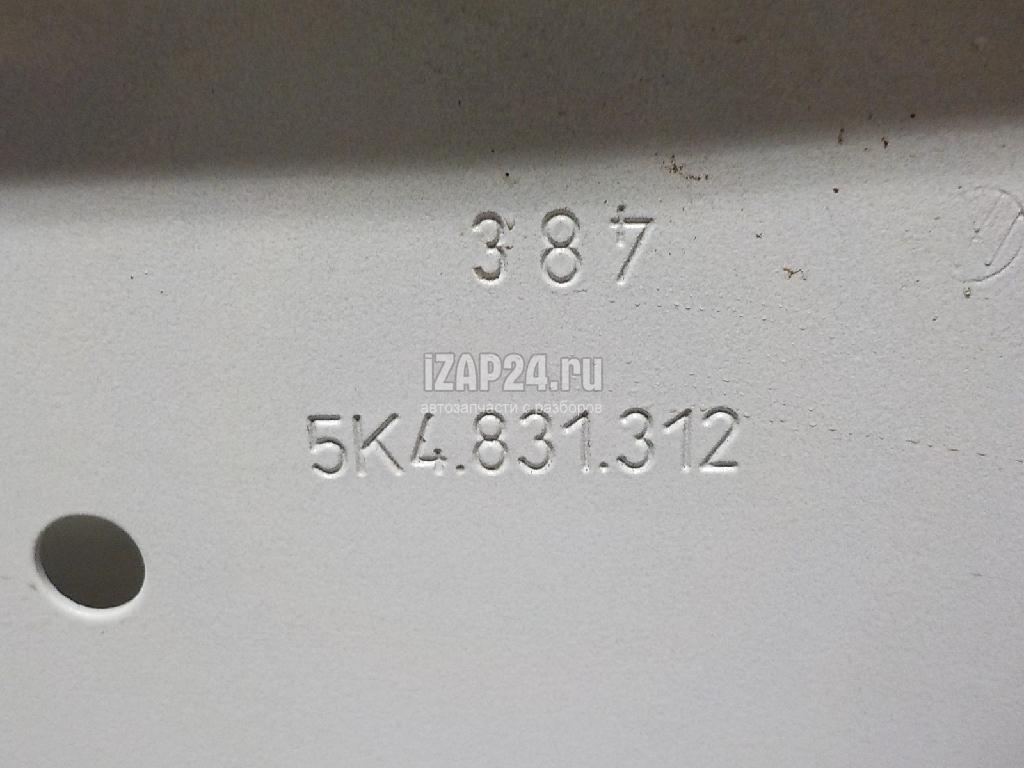 387
iZAP24.ru
автозапчасти с разборов
5K4.831.312